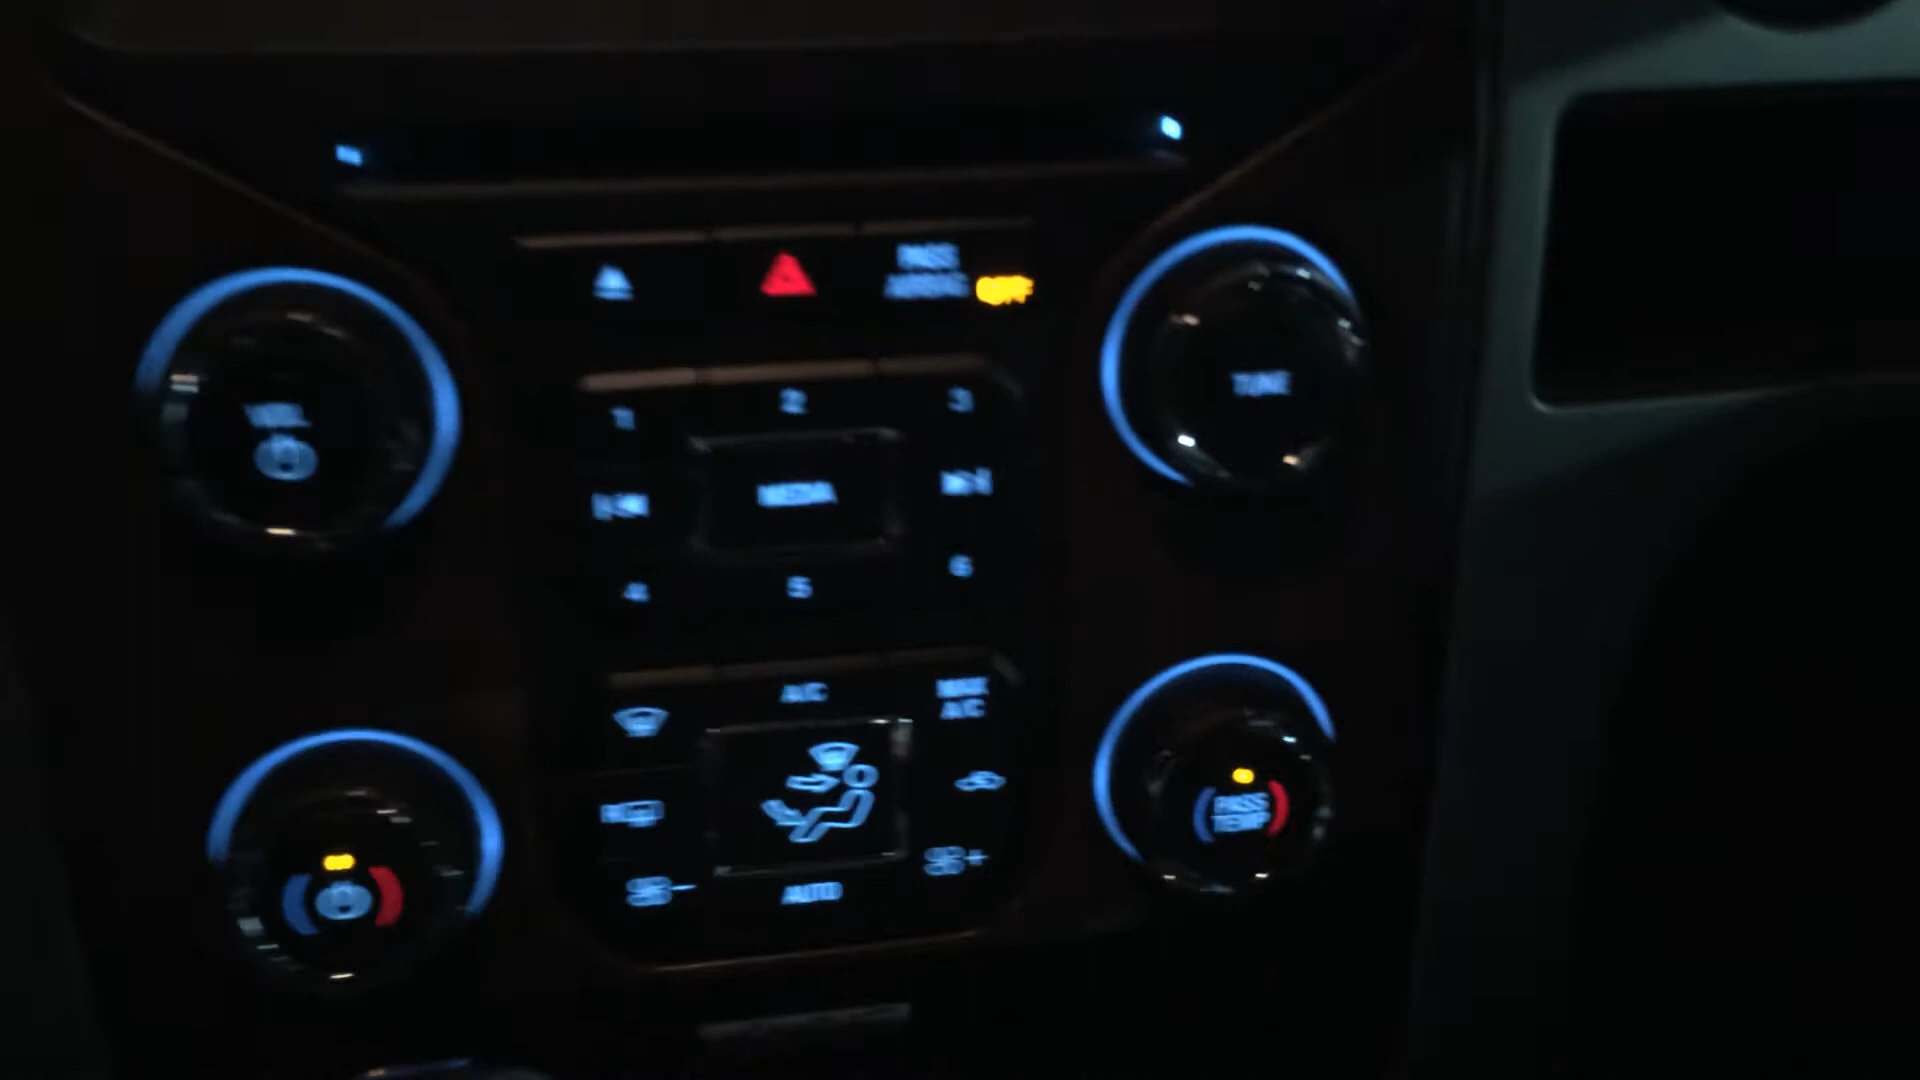 PASS
AIRBAG OFF
VOL
TUNE
1 2 3
MEDIA
4 5 6
A/C
MAX
A/C
R
AUTO
PASS
TEMP